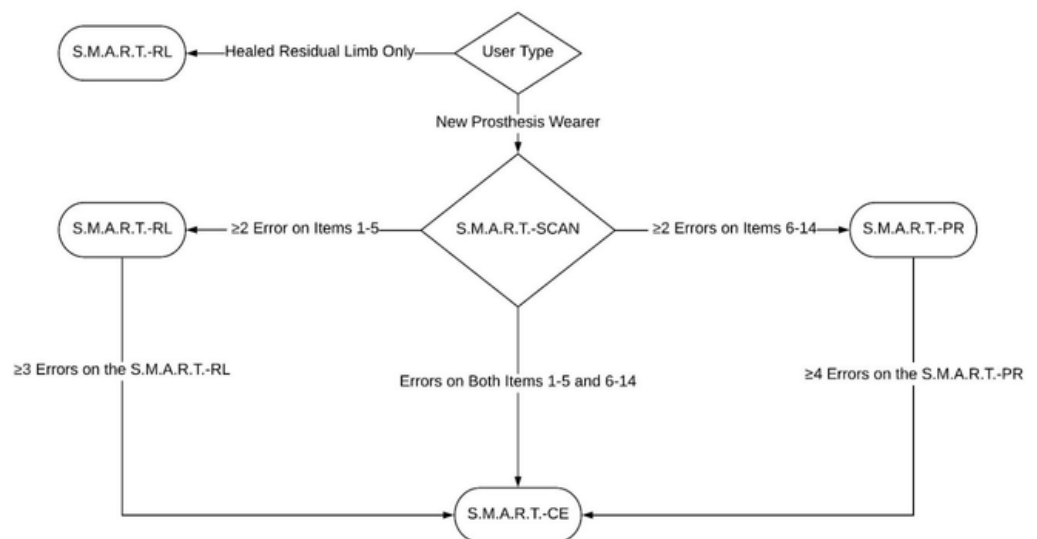 S.M.A.R.T.-RL
Healed Residual Limb Only
User Type
New Prosthesis Wearer
S.M.A.R.T.-RL
≥2 Error on Items 1-5
S.M.A.R.T.-SCAN
≥2 Errors on Items 6-14
S.M.A.R.T.-PR
≥3 Errors on the S.M.A.R.T.-RL
Errors on Both Items 1-5 and 6-14
≥4 Errors on the S.M.A.R.T.-PR
S.M.A.R.T.-CE